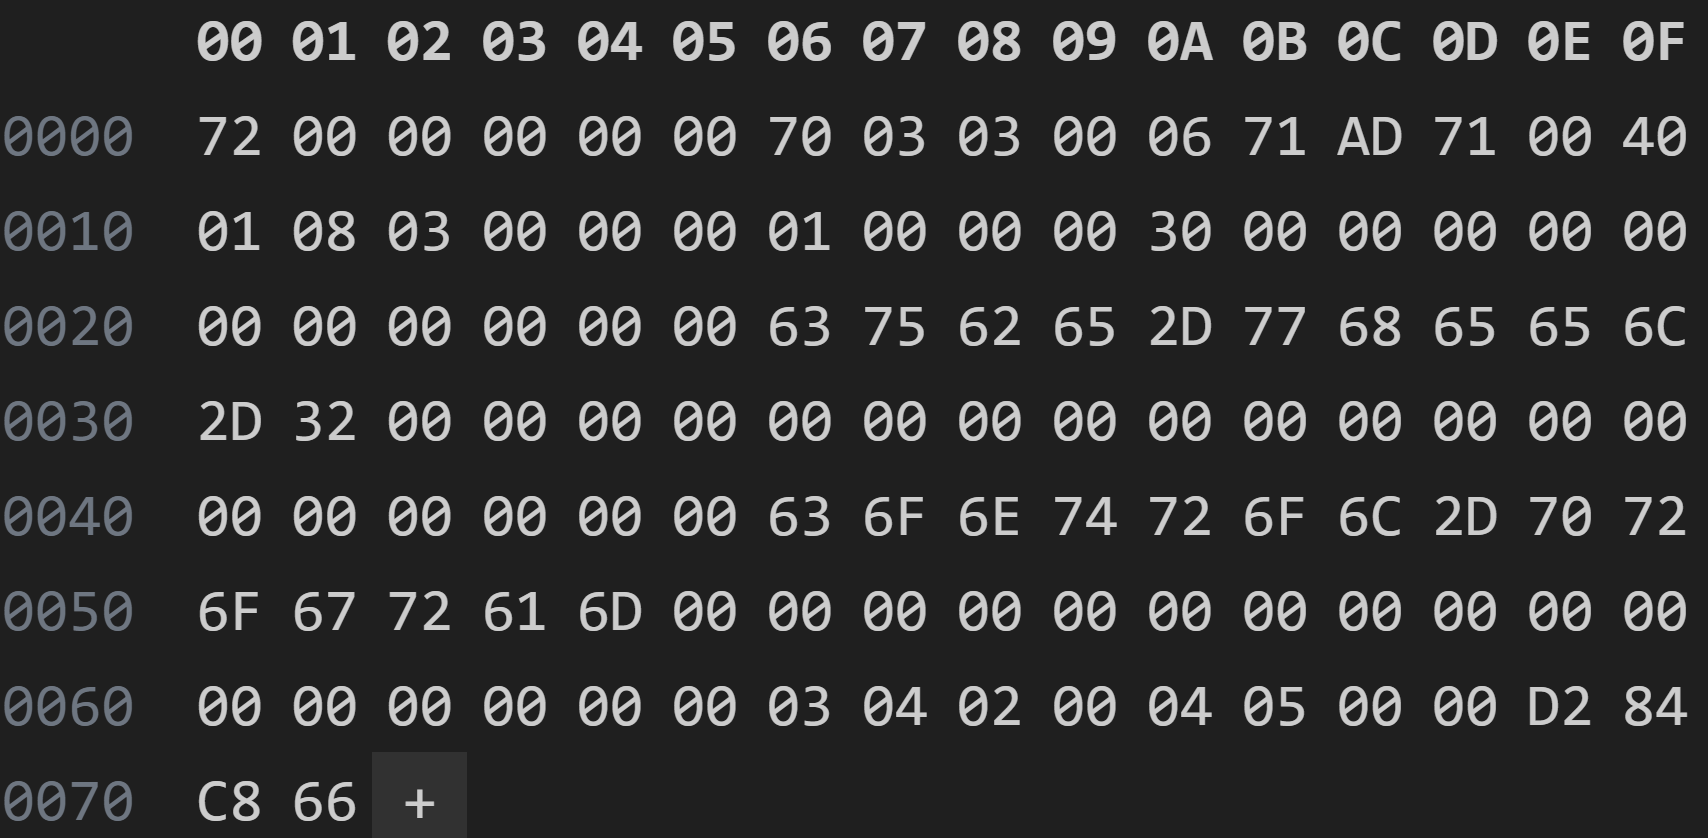 00 01 02 03 04 05 06 07 08 09 0A 0B 0C 0D 0E 0F
0000 72 00 00 00 00 00 70 03 03 00 06 71 AD 71 00 40
0010 01 08 03 00 00 00 01 00 00 00 30 00 00 00 00 00
0020 00 00 00 00 00 00 63 75 62 65 2D 77 68 65 65 6C
0030 2D 32 00 00 00 00 00 00 00 00 00 00 00 00 00 00
0040 00 00 00 00 00 00 63 6F 6E 74 72 6F 6C 2D 70 72
0050 6F 67 72 61 6D 00 00 00 00 00 00 00 00 00 00 00
0060 00 00 00 00 00 00 03 04 02 00 04 05 00 00 D2 84
0070 C8 66 +